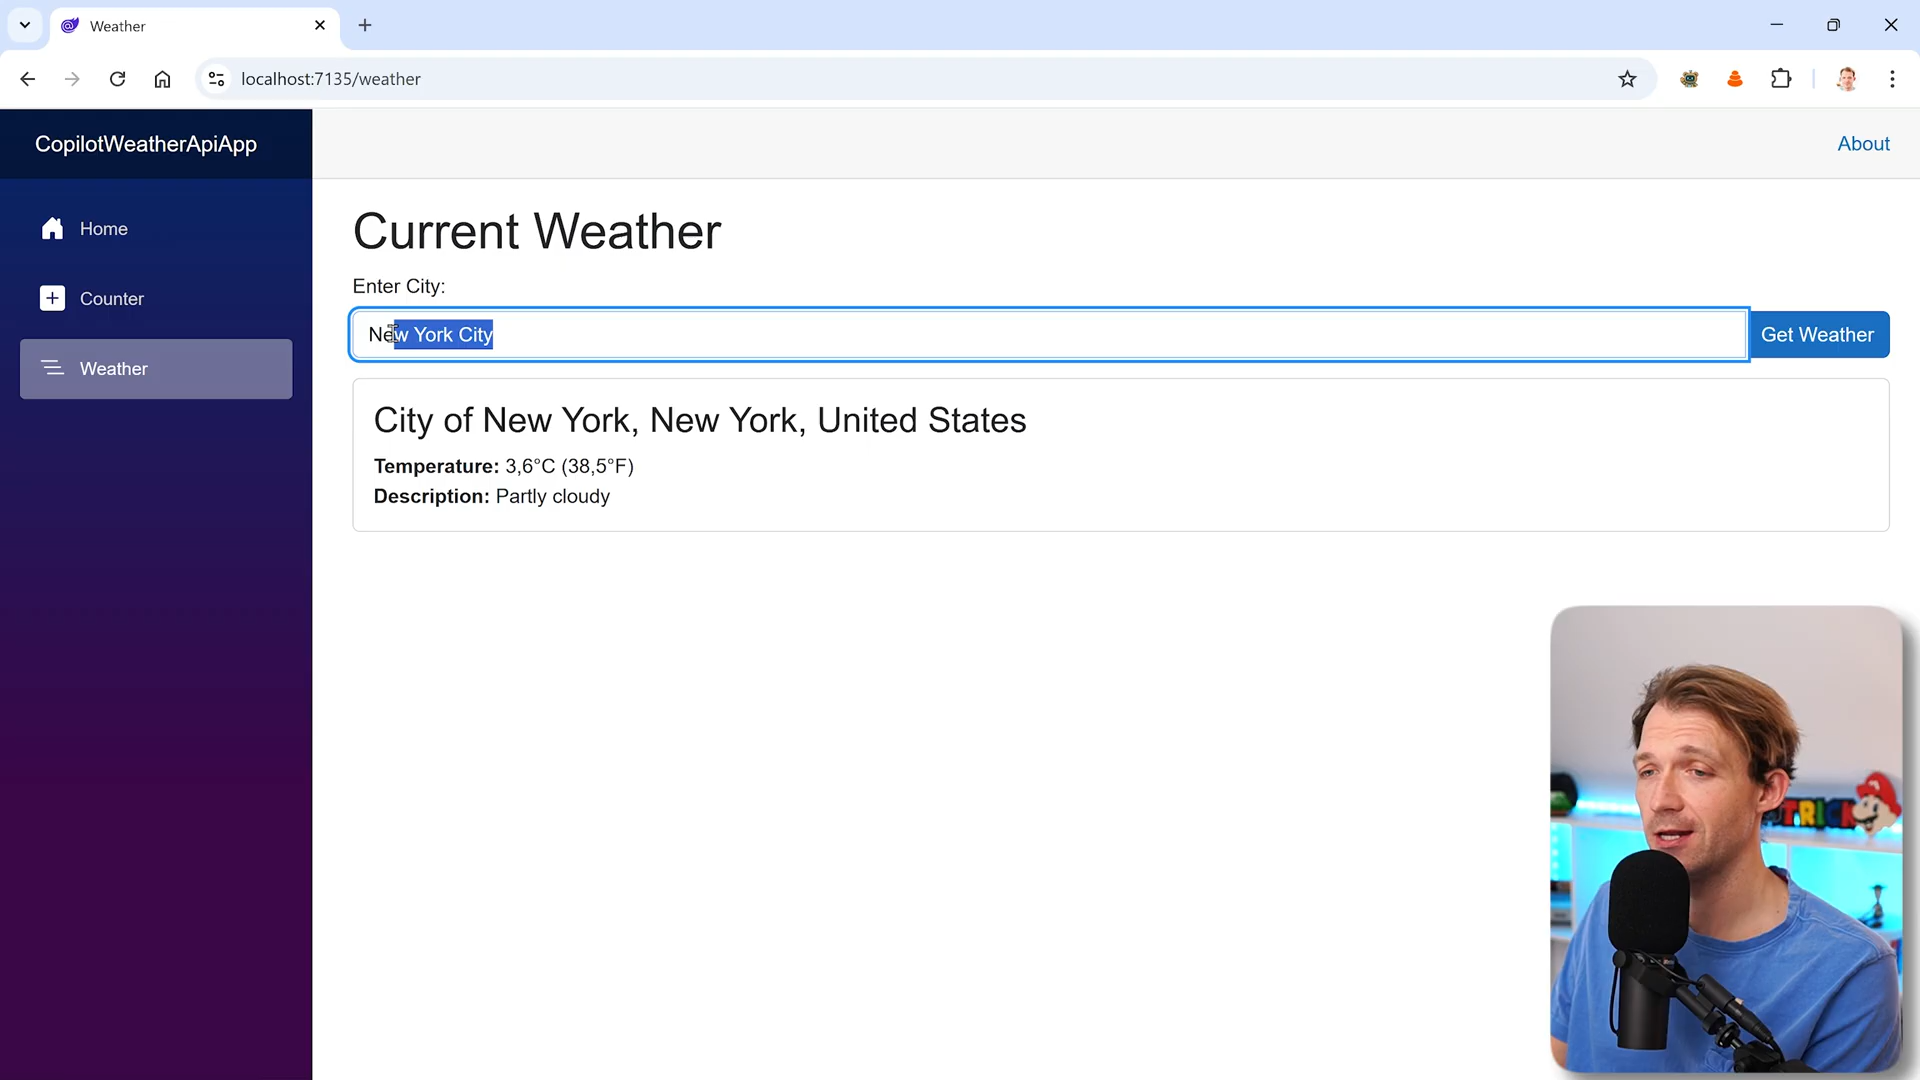 Weather
localhost:7135/weather
CopilotWeatherApiApp
About
Home
Counter
Weather
Current Weather
Enter City:
New York City
Get Weather
City of New York, New York, United States
Temperature: 3,6°C (38,5°F)
Description: Partly cloudy
TRICK